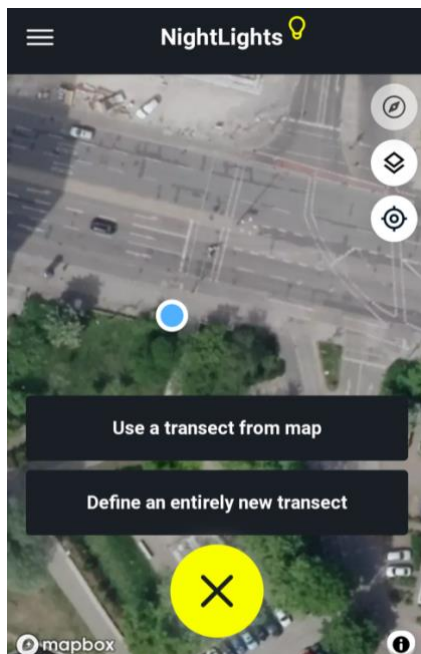 NightLights
Use a transect from map
Define an entirely new transect
mapbox